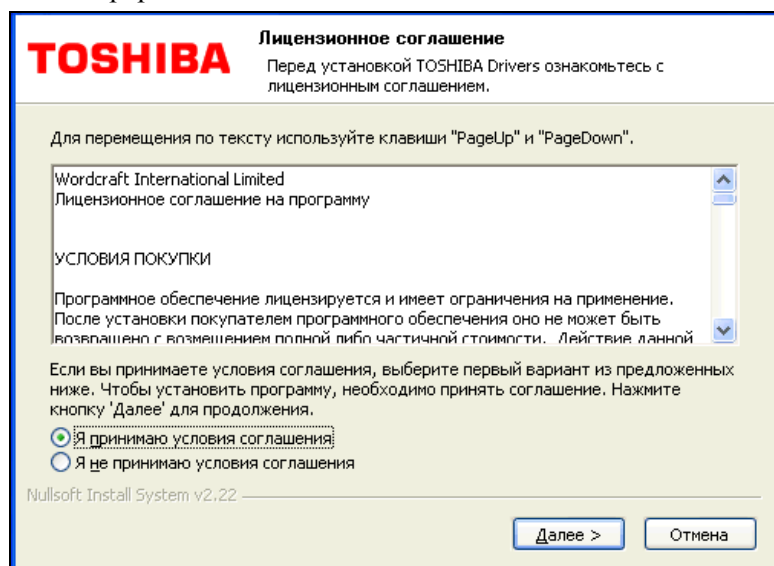 TOSHIBA
Лицензионное соглашение
Перед установкой TOSHIBA Drivers ознакомьтесь с
лицензионным соглашением.
Для перемещения по тексту используйте клавиши "PageUp" и "PageDown".
Wordcraft International Limited
Лицензионное соглашение на программу
УСЛОВИЯ ПОКУПКИ
Программное обеспечение лицензируется и имеет ограничения на применение.
После установки покупателем программного обеспечения оно не может быть
возвращено с возмещением полной либо частичной стоимости. Действие данной
Если вы принимаете условия соглашения, выберите первый вариант из предложенных
ниже. Чтобы установить программу, необходимо принять соглашение. Нажмите
кнопку 'Далее' для продолжения.
Я принимаю условия соглашения
Я не принимаю условия соглашения
Nullsoft Install System v2.22
Далее >
Отмена